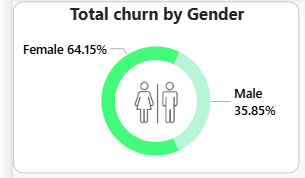 Total churn by Gender
Female 64.15%
Male
35.85%